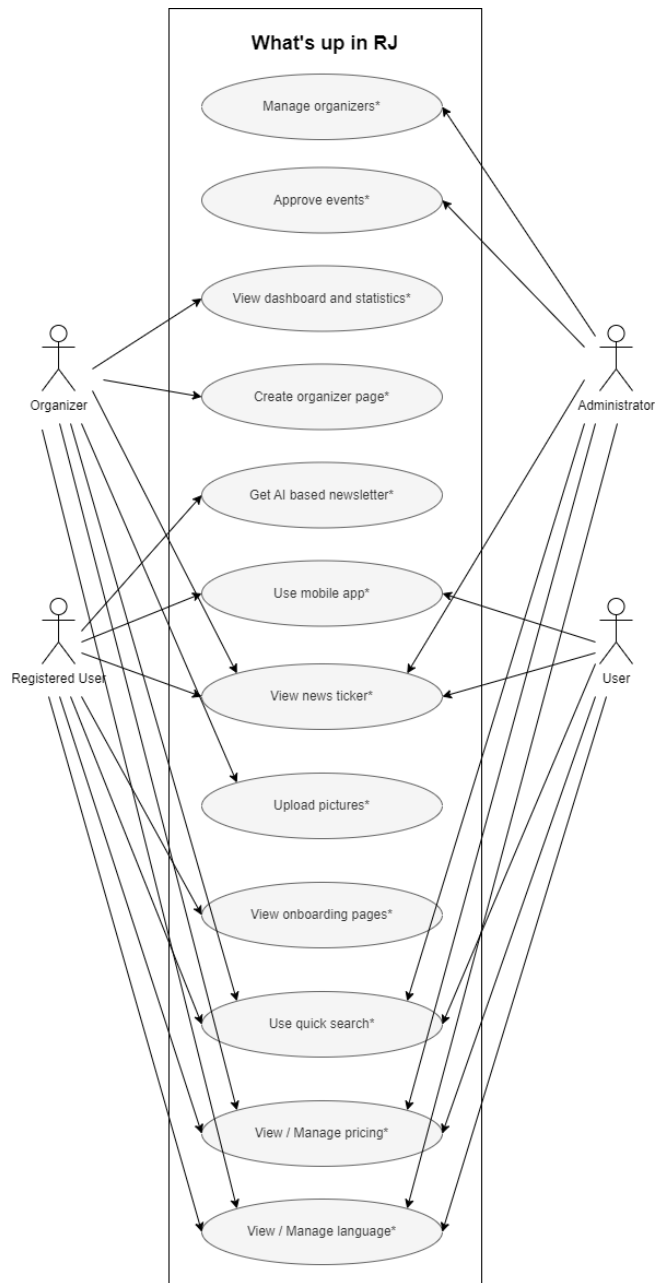 What's up in RJ
Manage organizers*
Approve events*
View dashboard and statistics*
Organizer
Administrator
Create organizer page*
Get AI based newsletter*
Use mobile app*
Registered User
User
View news ticker*
Upload pictures*
View onboarding pages*
Use quick search*
View / Manage pricing*
View / Manage language*